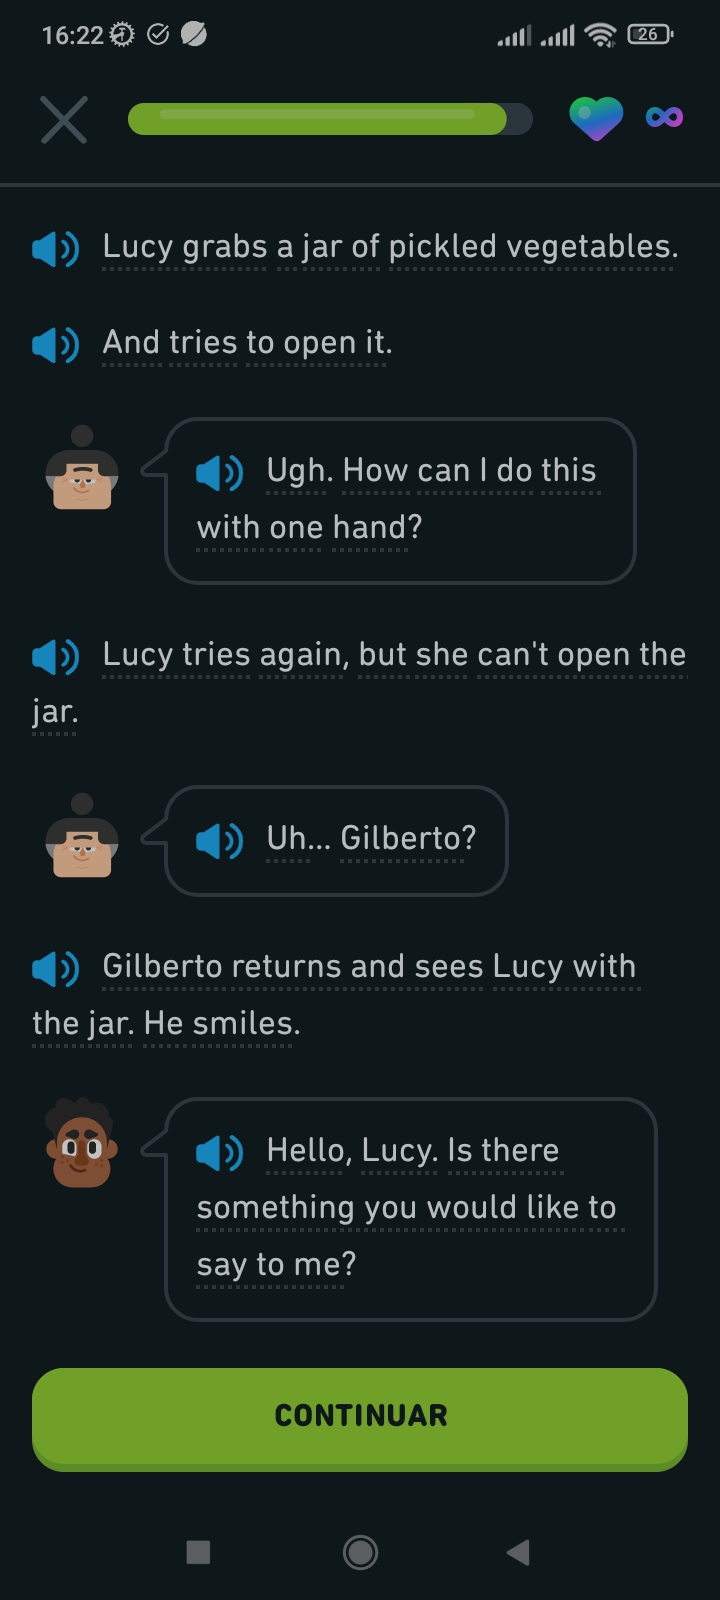 16:22
26
Lucy grabs a jar of pickled vegetables.
And tries to open it.
Ugh. How can I do this
with one hand?
Lucy tries again, but she can't open the
jar.
Uh... Gilberto?
Gilberto returns and sees Lucy with
the jar. He smiles.
Hello, Lucy. Is there
something you would like to
say to me?
CONTINUAR